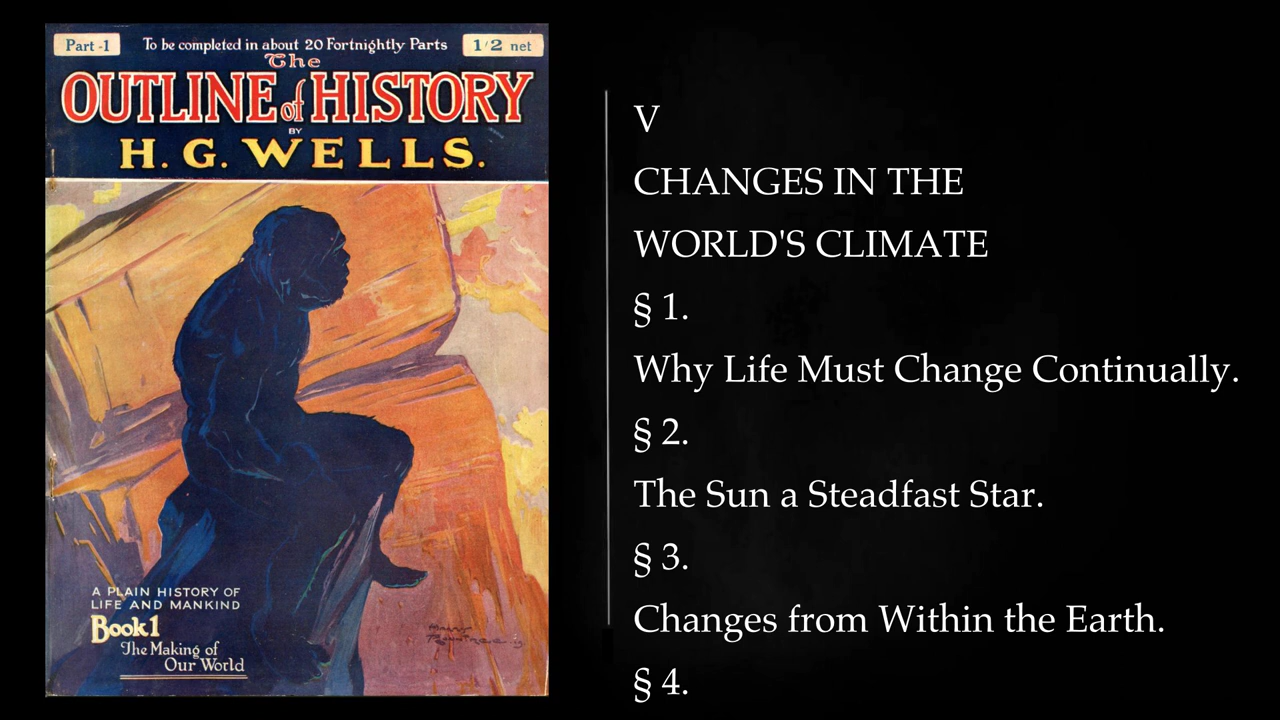 Part -1
To be completed in about 20 Fortnightly Parts
1/2 net
The
OUTLINE of HISTORY
BY
H. G. WELLS.
A PLAIN HISTORY OF
LIFE AND MANKIND
Book 1
The Making of
Our World
V
CHANGES IN THE
WORLD'S CLIMATE
§ 1.
Why Life Must Change Continually.
§ 2.
The Sun a Steadfast Star.
§ 3.
Changes from Within the Earth.
§ 4.